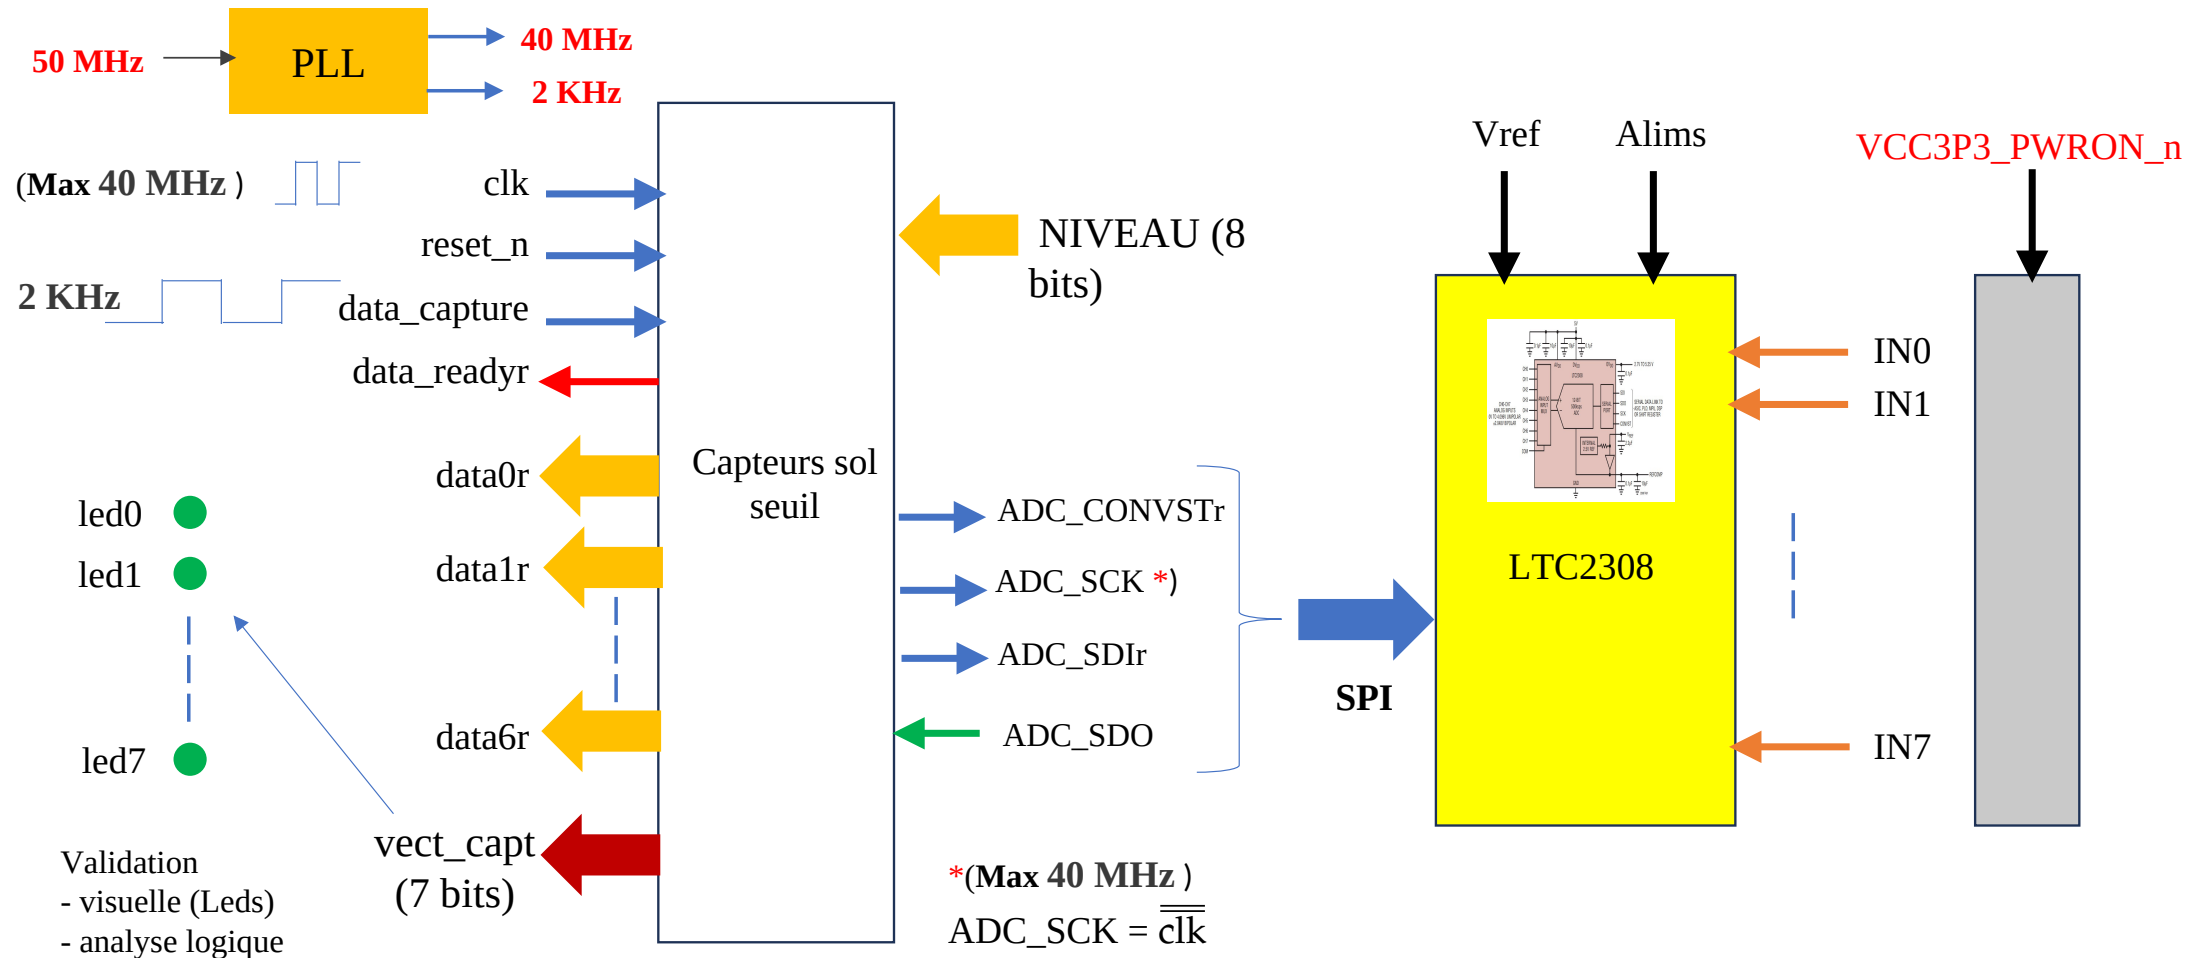 50 MHz
PLL
40 MHz
2 KHz
(Max 40 MHz )
clk
reset_n
2 KHz
data_capture
data_readyr
data0r
data1r
data6r
vect_capt
(7 bits)
led0
led1
led7
Validation
- visuelle (Leds)
- analyse logique
Capteurs sol
seuil
NIVEAU (8
bits)
ADC_CONVSTr
ADC_SCK *)
ADC_SDIr
ADC_SDO
*(Max 40 MHz )
ADC_SCK = clk
SPI
Vref
Alims
VCC3P3_PWRON_n
LTC2308
IN0
IN1
IN7